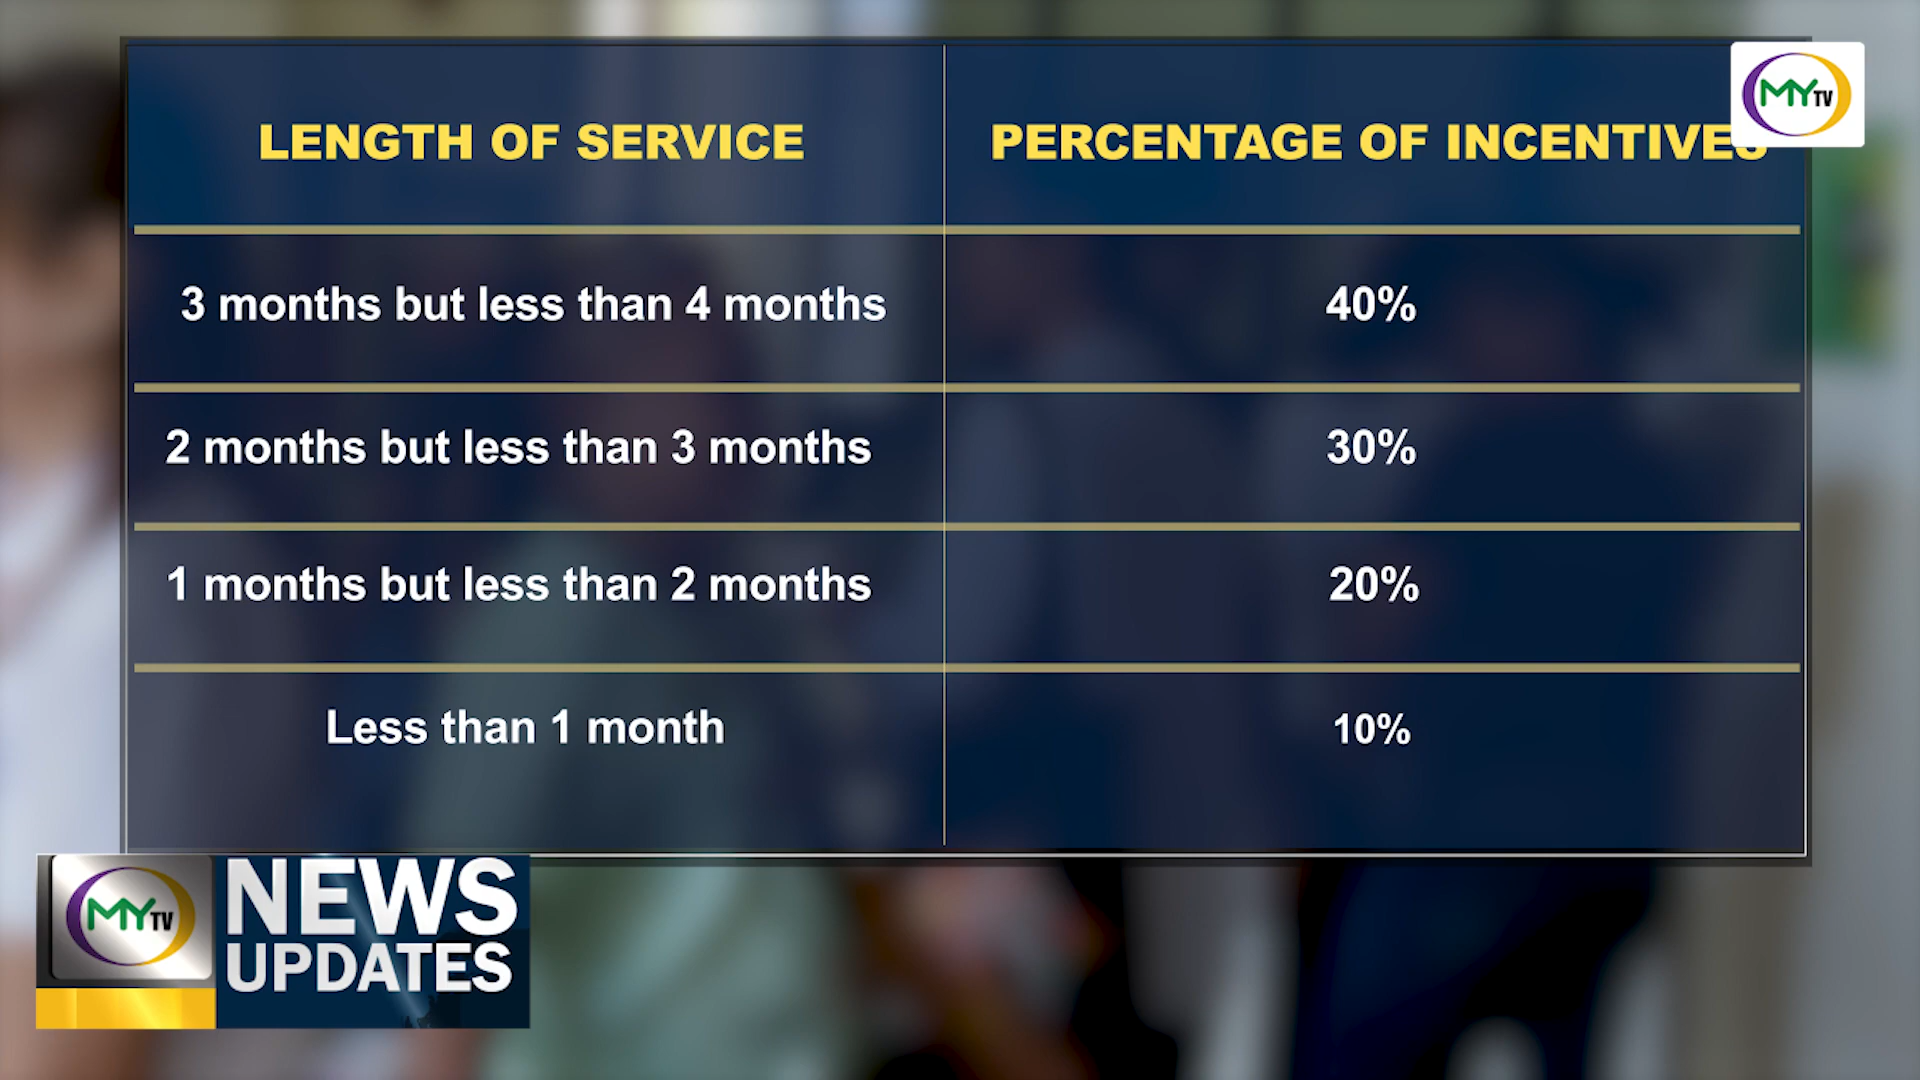 MYTV
LENGTH OF SERVICE
PERCENTAGE OF INCENTIVES
3 months but less than 4 months
40%
2 months but less than 3 months
30%
1 months but less than 2 months
20%
Less than 1 month
10%
MYTV
NEWS
UPDATES